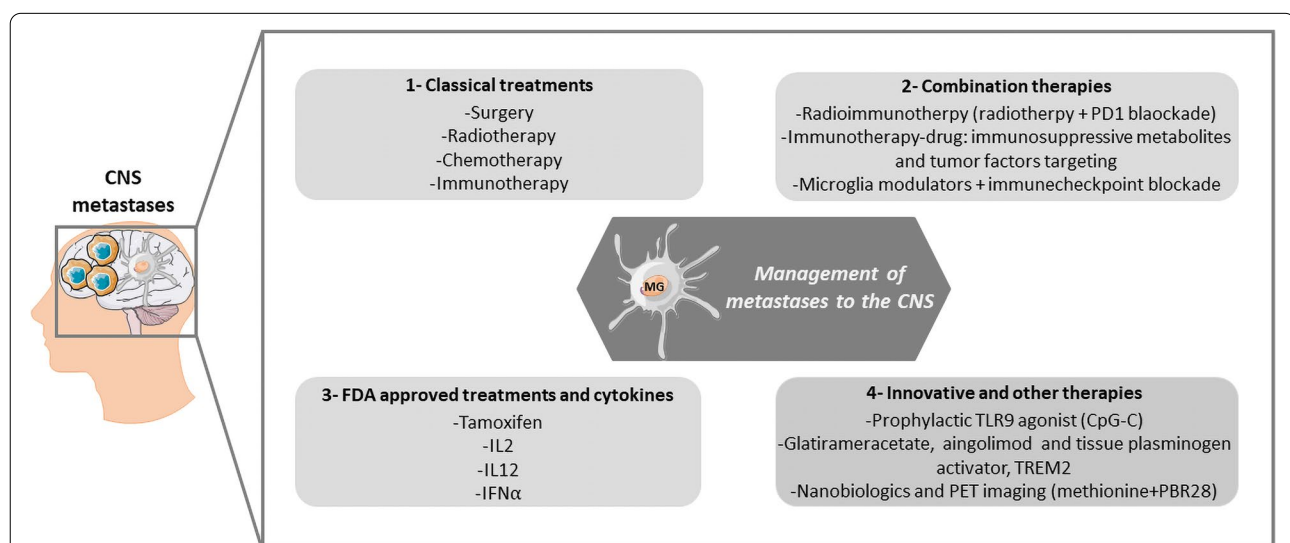 CNS
metastases
1- Classical treatments
-Surgery
-Radiotherapy
-Chemotherapy
-Immunotherapy
2- Combination therapies
-Radioimmunotherpy (radiotherpy + PD1 blaockade)
-Immunotherapy-drug: immunosuppressive metabolites
and tumor factors targeting
-Microglia modulators + immunecheckpoint blockade
MG
Management of
metastases to the CNS
3- FDA approved treatments and cytokines
-Tamoxifen
-IL2
-IL12
-IFNα
4- Innovative and other therapies
-Prophylactic TLR9 agonist (CpG-C)
-Glatirameracetate, aingolimod and tissue plasminogen
activator, TREM2
-Nanobiologics and PET imaging (methionine+PBR28)